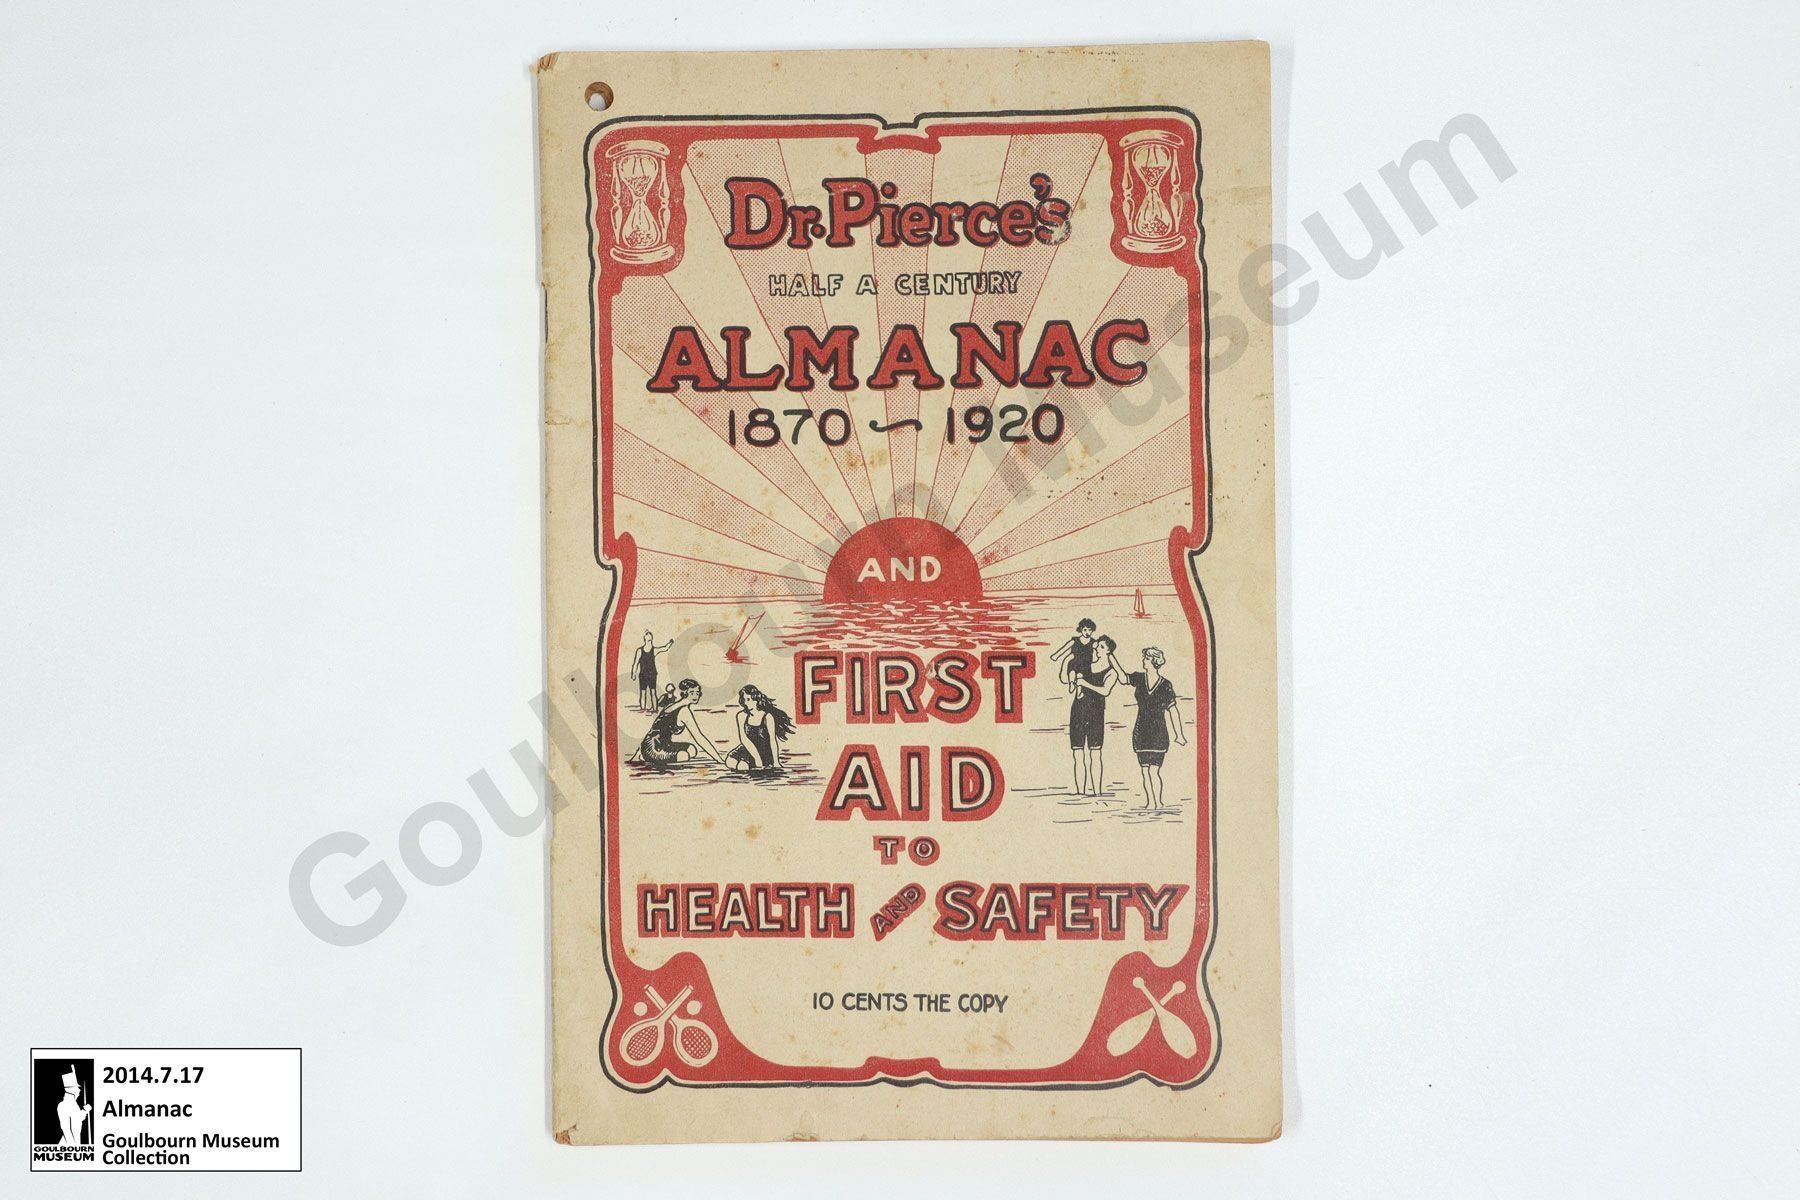 Dr. Pierce's
HALF A CENTURY
ALMANAC
1870 ~ 1920
AND
FIRST
AID
TO
HEALTH AND SAFETY
10 CENTS THE COPY
Goulbourn Museum
2014.7.17
Almanac
Goulbourn Museum
Collection
GOULBOURN
MUSEUM